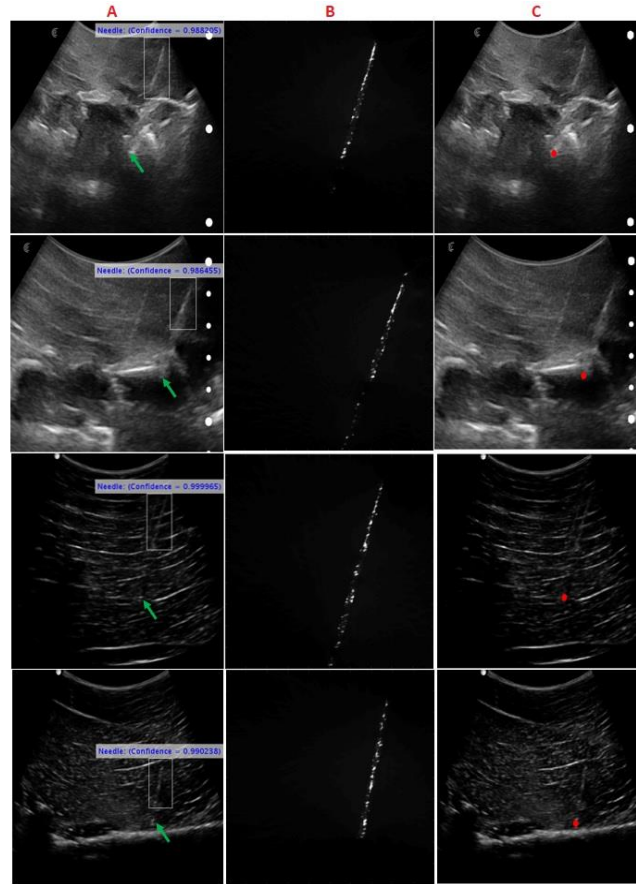 A
B
C
Needle: (Confidence = 0.988205)
Needle: (Confidence = 0.986455)
Needle: (Confidence = 0.999965)
Needle: (Confidence = 0.990238)